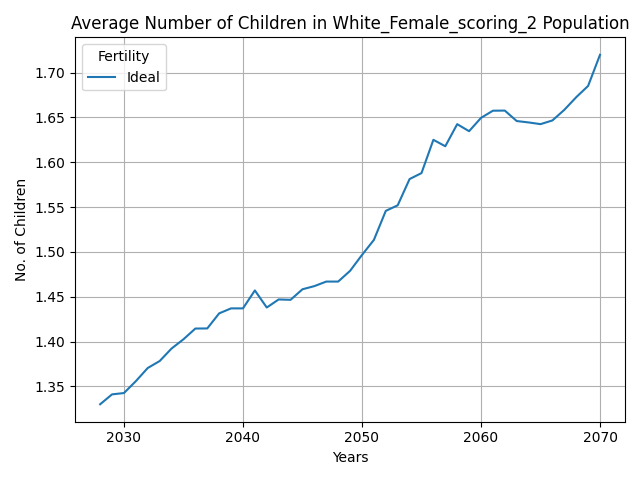 Average Number of Children in White_Female_scoring_2 Population
Fertility
Ideal
1.70
1.65
1.60
1.55
1.50
1.45
1.40
1.35
No. of Children
2030 2040 2050 2060 2070
Years